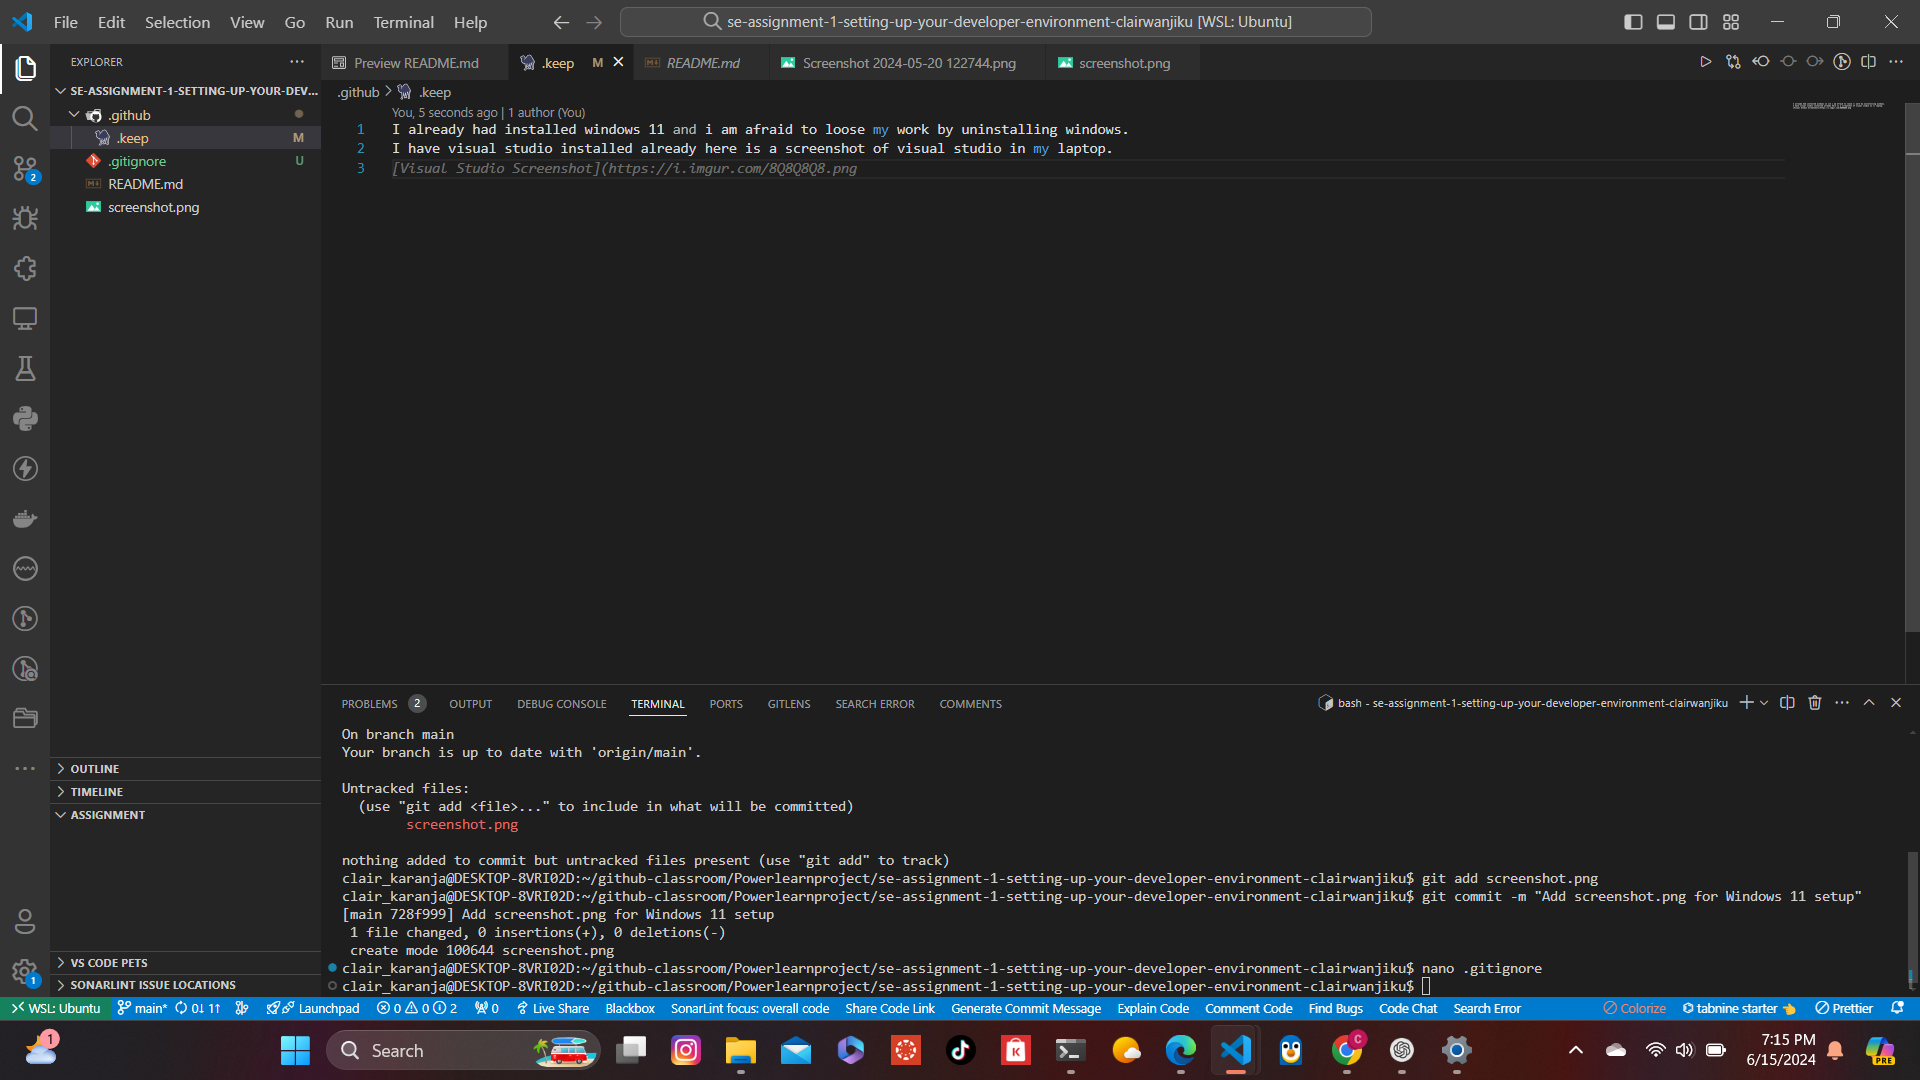 File Edit Selection View Go Run Terminal Help
se-assignment-1-setting-up-your-developer-environment-clairwanjiku [WSL: Ubuntu]
EXPLORER
Preview README.md
.keep M
README.md
Screenshot 2024-05-20 122744.png
screenshot.png
SE-ASSIGNMENT-1-SETTING-UP-YOUR-DEV...
.github
.keep M
.gitignore U
README.md
screenshot.png
.github > .keep
You, 5 seconds ago | 1 author (You)
1 I already had installed windows 11 and i am afraid to loose my work by uninstalling windows.
2 I have visual studio installed already here is a screenshot of visual studio in my laptop.
3 [Visual Studio Screenshot](https://i.imgur.com/8Q8Q8Q8.png
2
OUTLINE
TIMELINE
ASSIGNMENT
VS CODE PETS
SONARLINT ISSUE LOCATIONS
1
PROBLEMS 2 OUTPUT DEBUG CONSOLE TERMINAL PORTS GITLENS SEARCH ERROR COMMENTS
bash - se-assignment-1-setting-up-your-developer-environment-clairwanjiku
On branch main
Your branch is up to date with 'origin/main'.
Untracked files:
(use "git add <file>..." to include in what will be committed)
screenshot.png
nothing added to commit but untracked files present (use "git add" to track)
clair_karanja@DESKTOP-8VRI02D:~/github-classroom/Powerlearnproject/se-assignment-1-setting-up-your-developer-environment-clairwanjiku$ git add screenshot.png
clair_karanja@DESKTOP-8VRI02D:~/github-classroom/Powerlearnproject/se-assignment-1-setting-up-your-developer-environment-clairwanjiku$ git commit -m "Add screenshot.png for Windows 11 setup"
[main 728f999] Add screenshot.png for Windows 11 setup
1 file changed, 0 insertions(+), 0 deletions(-)
create mode 100644 screenshot.png
clair_karanja@DESKTOP-8VRI02D:~/github-classroom/Powerlearnproject/se-assignment-1-setting-up-your-developer-environment-clairwanjiku$ nano .gitignore
clair_karanja@DESKTOP-8VRI02D:~/github-classroom/Powerlearnproject/se-assignment-1-setting-up-your-developer-environment-clairwanjiku$
WSL: Ubuntu main* 0↓ 1↑ Launchpad 0 0 2 0 Live Share Blackbox SonarLint focus: overall code Share Code Link Generate Commit Message Explain Code Comment Code Find Bugs Code Chat Search Error Colorize tabnine starter Prettier
1
Search
C
K
7:15 PM
6/15/2024
PRE